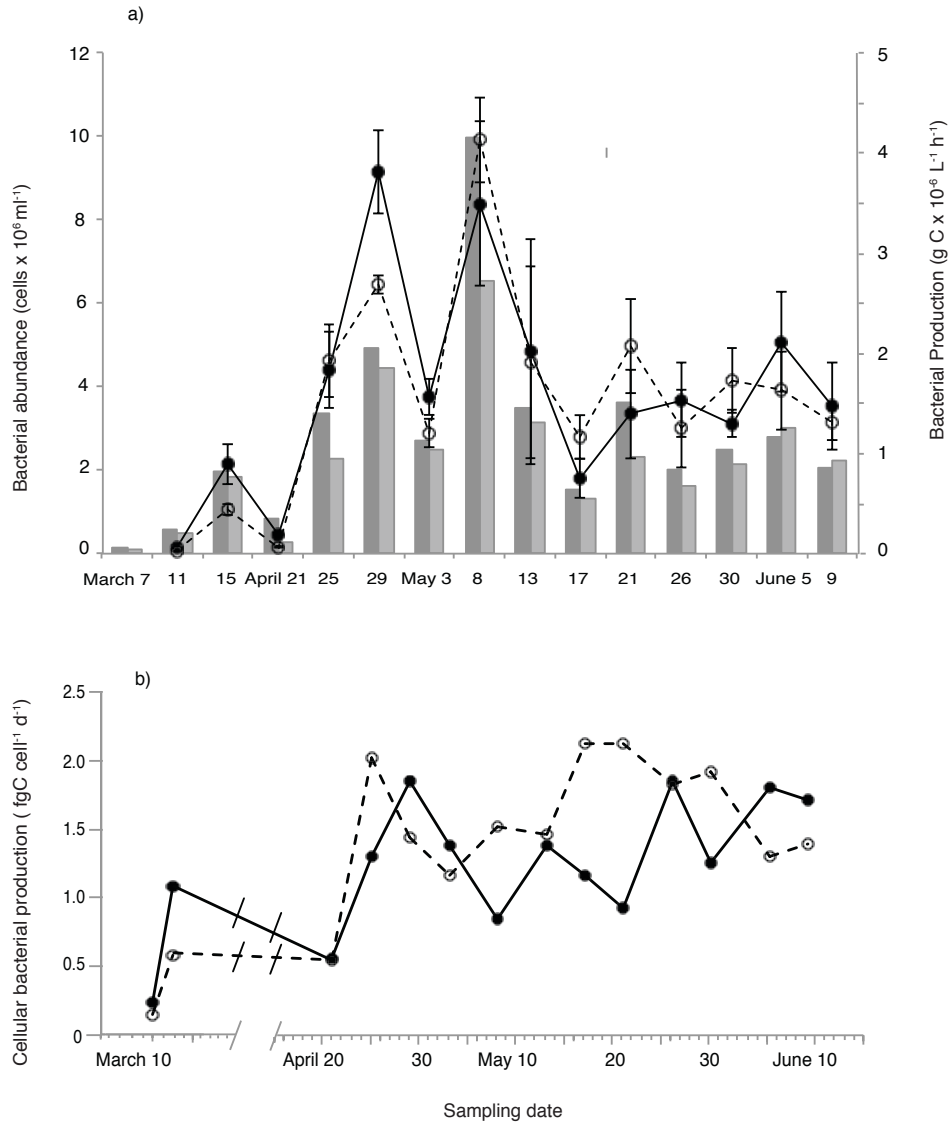 a)
Bacterial abundance (cells x 10⁶ ml⁻¹)
12
10
8
6
4
2
0
Bacterial Production (g C x 10⁻⁶ L⁻¹ h⁻¹)
5
4
3
2
1
0
March 7 11 15 April 21 25 29 May 3 8 13 17 21 26 30 June 5 9
b)
Cellular bacterial production ( fgC cell⁻¹ d⁻¹)
2.5
2.0
1.5
1.0
0.5
0
March 10 April 20 30 May 10 20 30 June 10
Sampling date